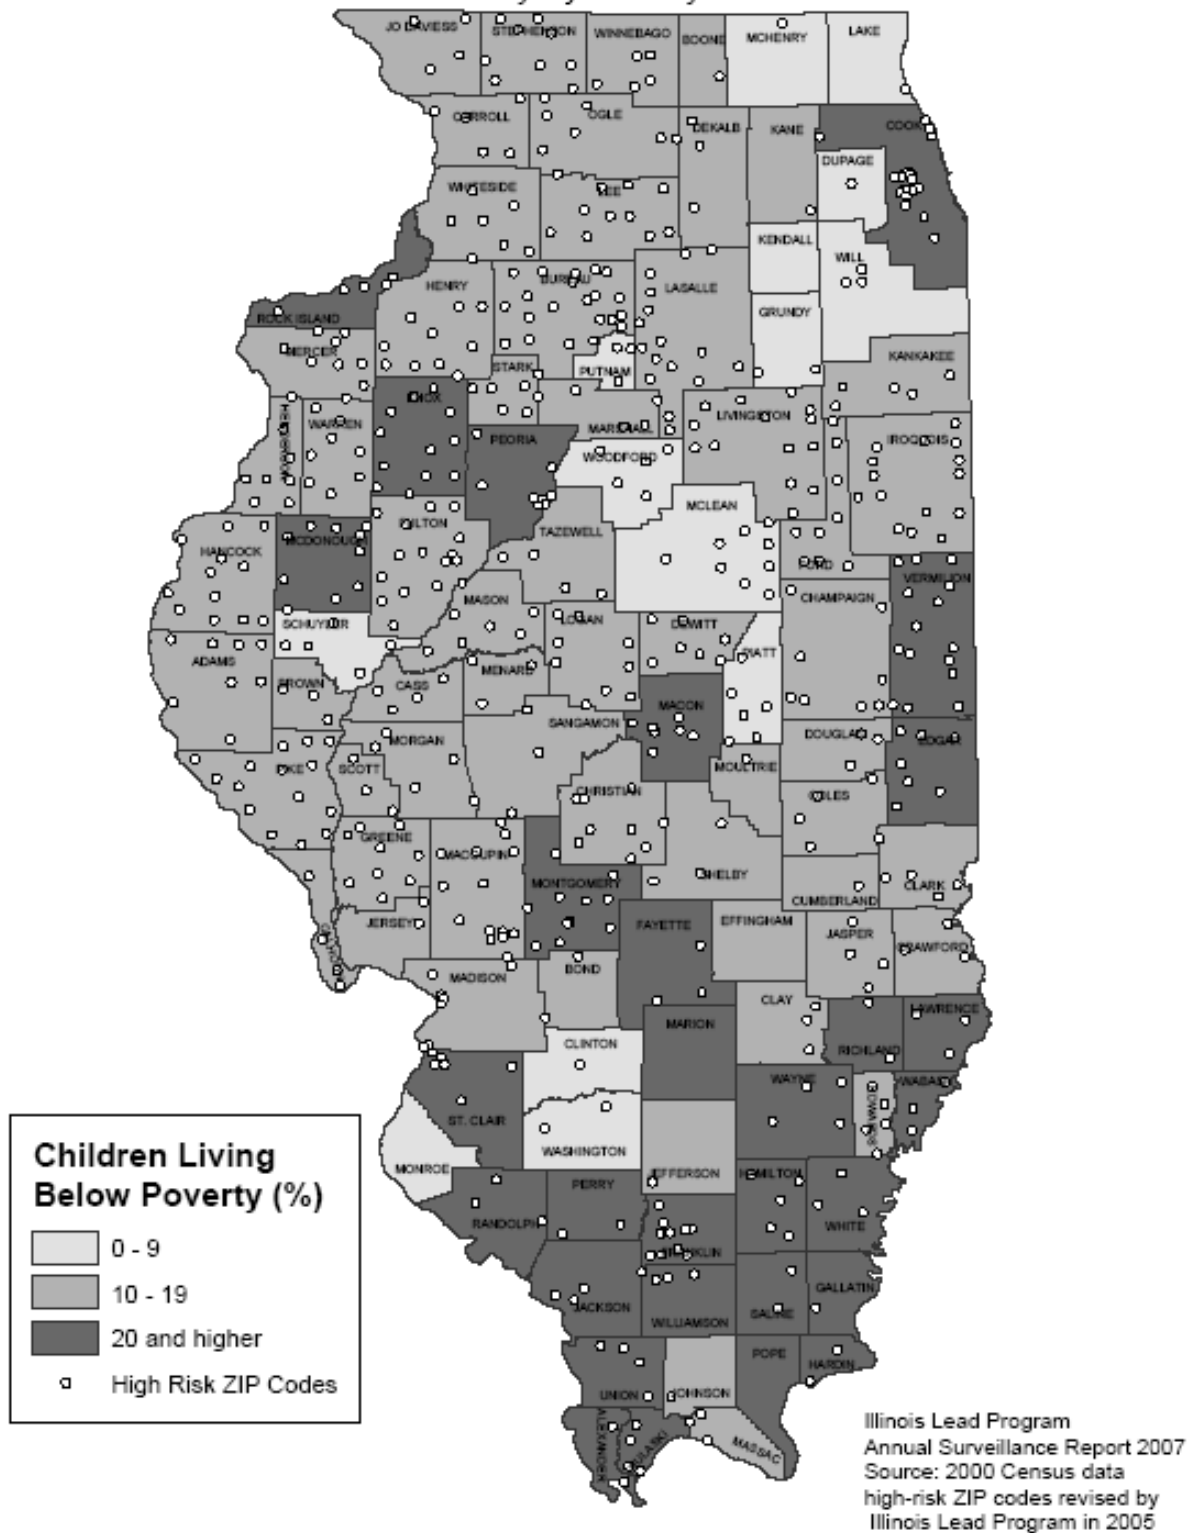 JO DAVIESS
STEPHENSON
WINNEBAGO
BOONE
MCHENRY
LAKE
CARROLL
OGLE
DEKALB
KANE
COOK
DUPAGE
WHITESIDE
LEE
KENDALL
WILL
ROCK ISLAND
HENRY
BUREAU
LASALLE
GRUNDY
MERCER
STARK
PUTNAM
KANKAKEE
KNOX
HENDERSON
WARREN
PEORIA
MARSHALL
LIVINGSTON
IROQUOIS
WOODFORD
MCLEAN
HANCOCK
MCDONOUGH
FULTON
TAZEWELL
FORD
VERMILION
SCHUYLER
MASON
LOGAN
DEWITT
CHAMPAIGN
ADAMS
BROWN
CASS
MENARD
PIATT
MACON
SANGAMON
DOUGLAS
EDGAR
MORGAN
PIKE
SCOTT
CHRISTIAN
MOULTRIE
COLES
GREENE
MACOUPIN
MONTGOMERY
SHELBY
CUMBERLAND
CLARK
CALHOUN
JERSEY
FAYETTE
EFFINGHAM
JASPER
CRAWFORD
MADISON
BOND
CLAY
MARION
RICHLAND
LAWRENCE
CLINTON
WAYNE
EDWARDS
WABASH
ST. CLAIR
MONROE
WASHINGTON
JEFFERSON
HAMILTON
WHITE
RANDOLPH
PERRY
FRANKLIN
JACKSON
WILLIAMSON
SALINE
GALLATIN
UNION
JOHNSON
POPE
HARDIN
ALEXANDER
PULASKI
MASSAC
Children Living
Below Poverty (%)
0 - 9
10 - 19
20 and higher
High Risk ZIP Codes
Illinois Lead Program
Annual Surveillance Report 2007
Source: 2000 Census data
high-risk ZIP codes revised by
Illinois Lead Program in 2005